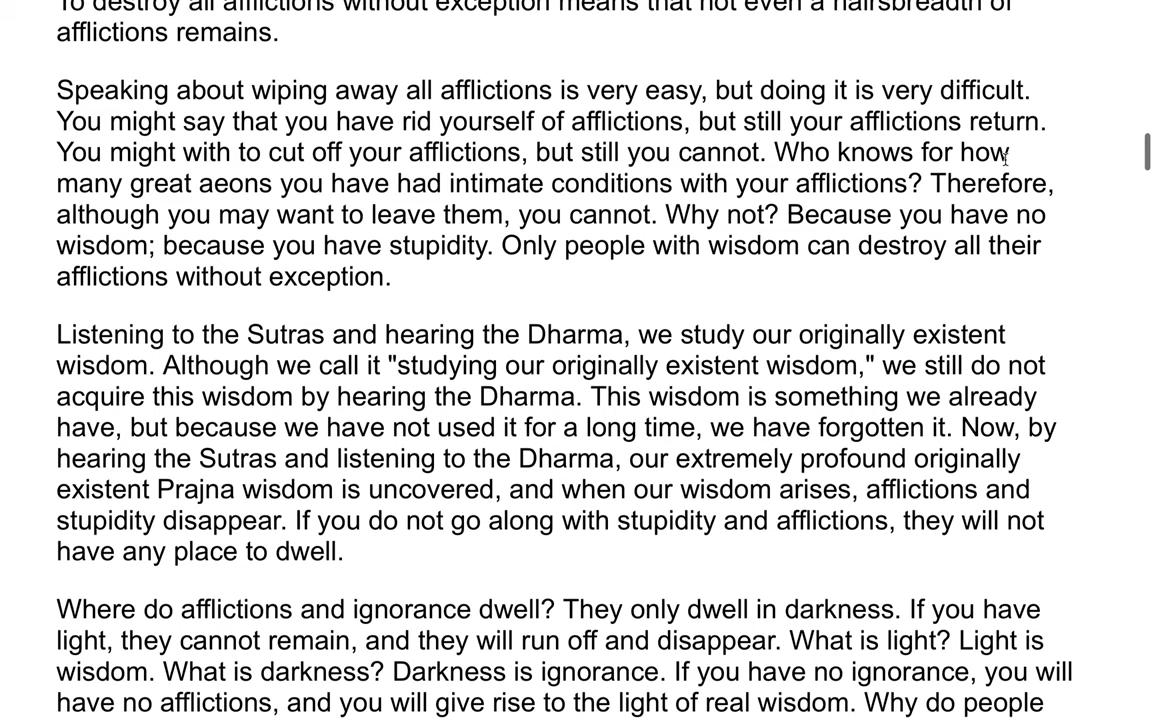 To destroy all afflictions without exception means that not even a hairsbreadth of
afflictions remains.
Speaking about wiping away all afflictions is very easy, but doing it is very difficult.
You might say that you have rid yourself of afflictions, but still your afflictions return.
You might with to cut off your afflictions, but still you cannot. Who knows for how
many great aeons you have had intimate conditions with your afflictions? Therefore,
although you may want to leave them, you cannot. Why not? Because you have no
wisdom; because you have stupidity. Only people with wisdom can destroy all their
afflictions without exception.
Listening to the Sutras and hearing the Dharma, we study our originally existent
wisdom. Although we call it "studying our originally existent wisdom," we still do not
acquire this wisdom by hearing the Dharma. This wisdom is something we already
have, but because we have not used it for a long time, we have forgotten it. Now, by
hearing the Sutras and listening to the Dharma, our extremely profound originally
existent Prajna wisdom is uncovered, and when our wisdom arises, afflictions and
stupidity disappear. If you do not go along with stupidity and afflictions, they will not
have any place to dwell.
Where do afflictions and ignorance dwell? They only dwell in darkness. If you have
light, they cannot remain, and they will run off and disappear. What is light? Light is
wisdom. What is darkness? Darkness is ignorance. If you have no ignorance, you will
have no afflictions, and you will give rise to the light of real wisdom. Why do people